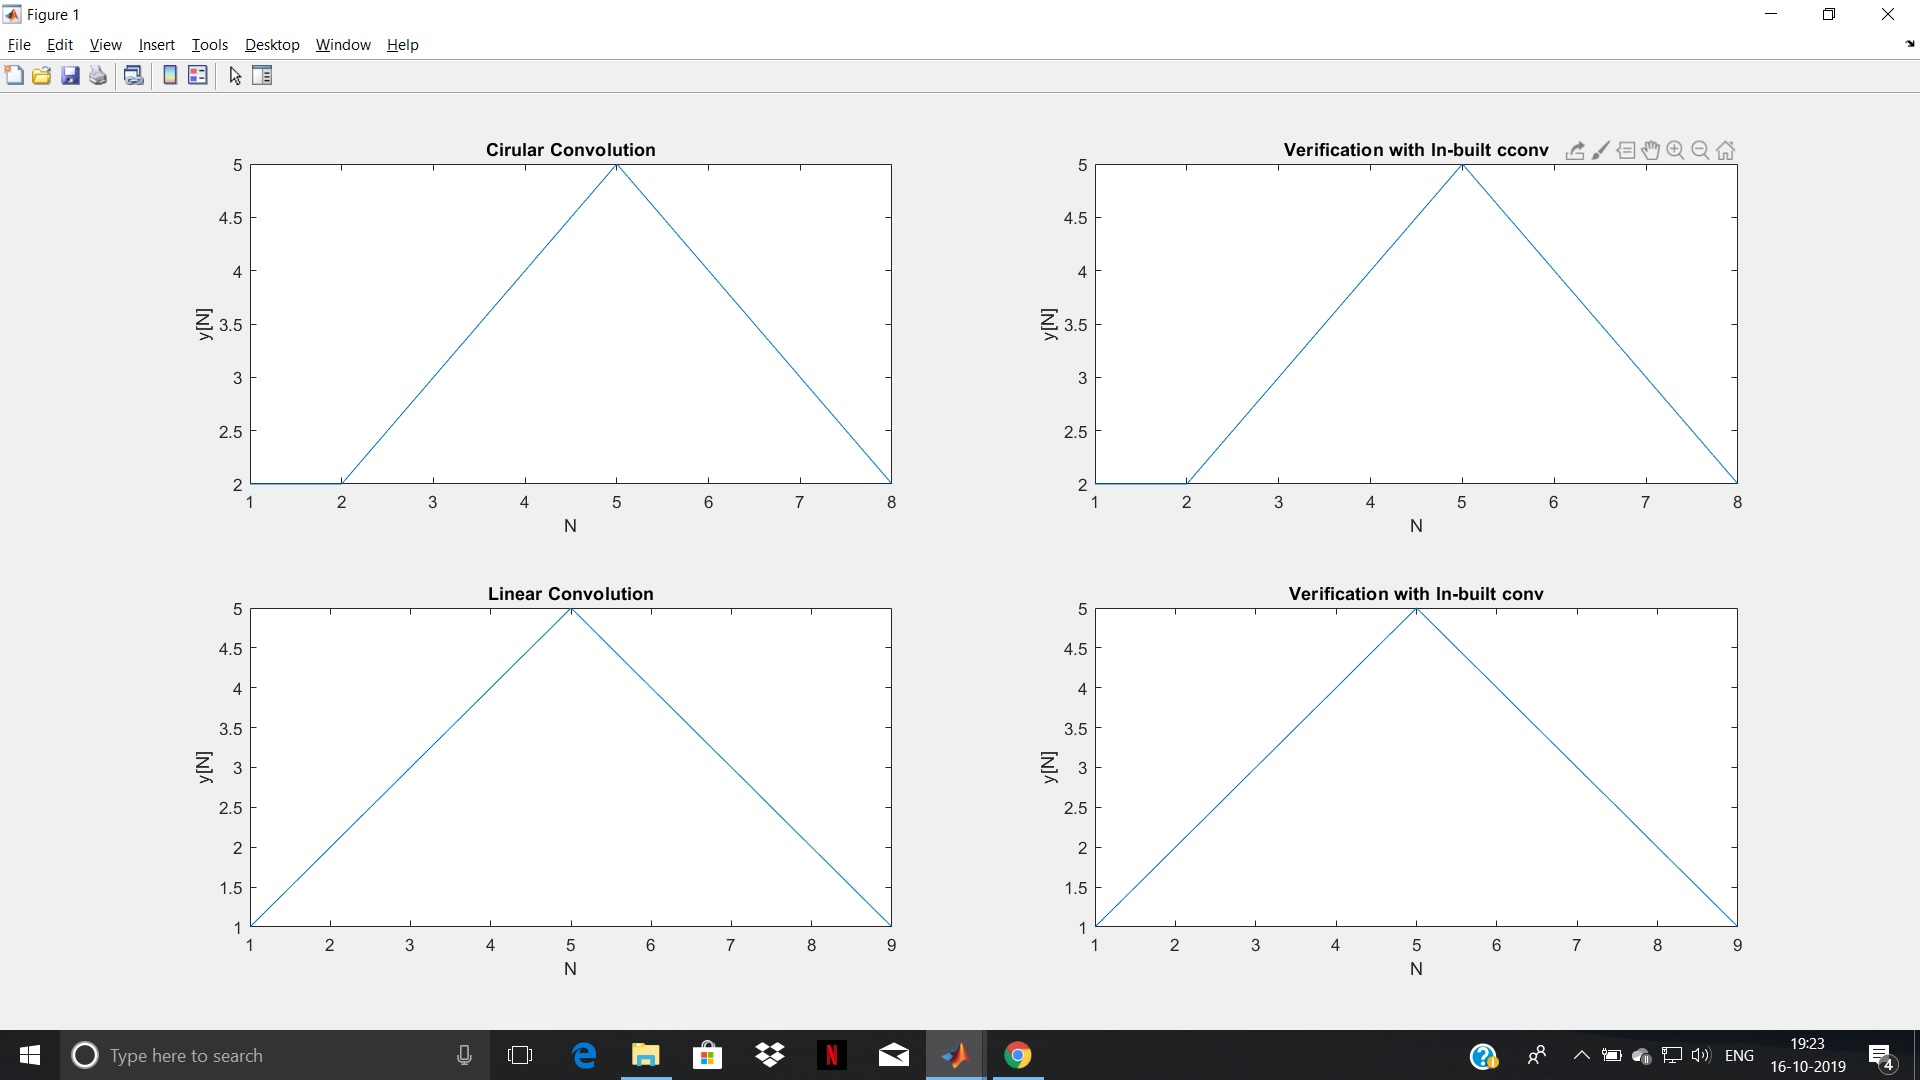 Figure 1
File Edit View Insert Tools Desktop Window Help
Cirular Convolution
5
4.5
4
3.5
3
2.5
2
y[N]
1 2 3 4 5 6 7 8
N
Verification with In-built cconv
5
4.5
4
3.5
3
2.5
2
y[N]
1 2 3 4 5 6 7 8
N
Linear Convolution
5
4.5
4
3.5
3
2.5
2
1.5
1
y[N]
1 2 3 4 5 6 7 8 9
N
Verification with In-built conv
5
4.5
4
3.5
3
2.5
2
1.5
1
y[N]
1 2 3 4 5 6 7 8 9
N
Type here to search
N
ENG
19:23
16-10-2019
4